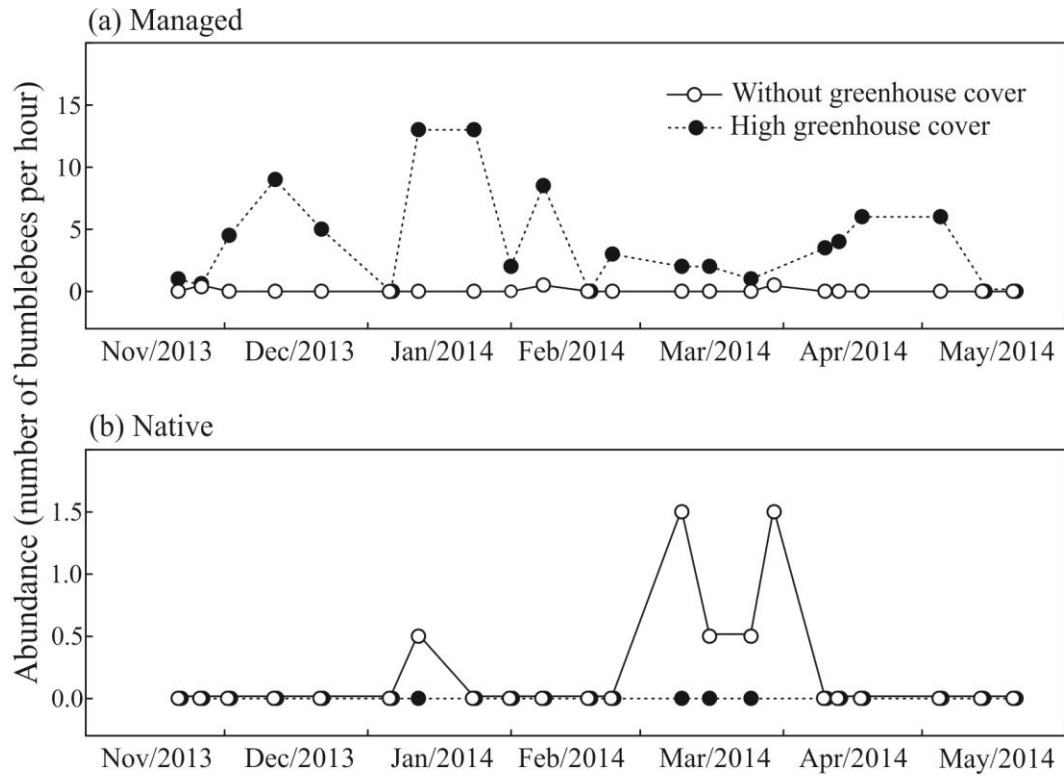 (a) Managed
Abundance (number of bumblebees per hour)
15
10
5
0
Without greenhouse cover
High greenhouse cover
Nov/2013 Dec/2013 Jan/2014 Feb/2014 Mar/2014 Apr/2014 May/2014
(b) Native
1.5
1.0
0.5
0.0
Nov/2013 Dec/2013 Jan/2014 Feb/2014 Mar/2014 Apr/2014 May/2014